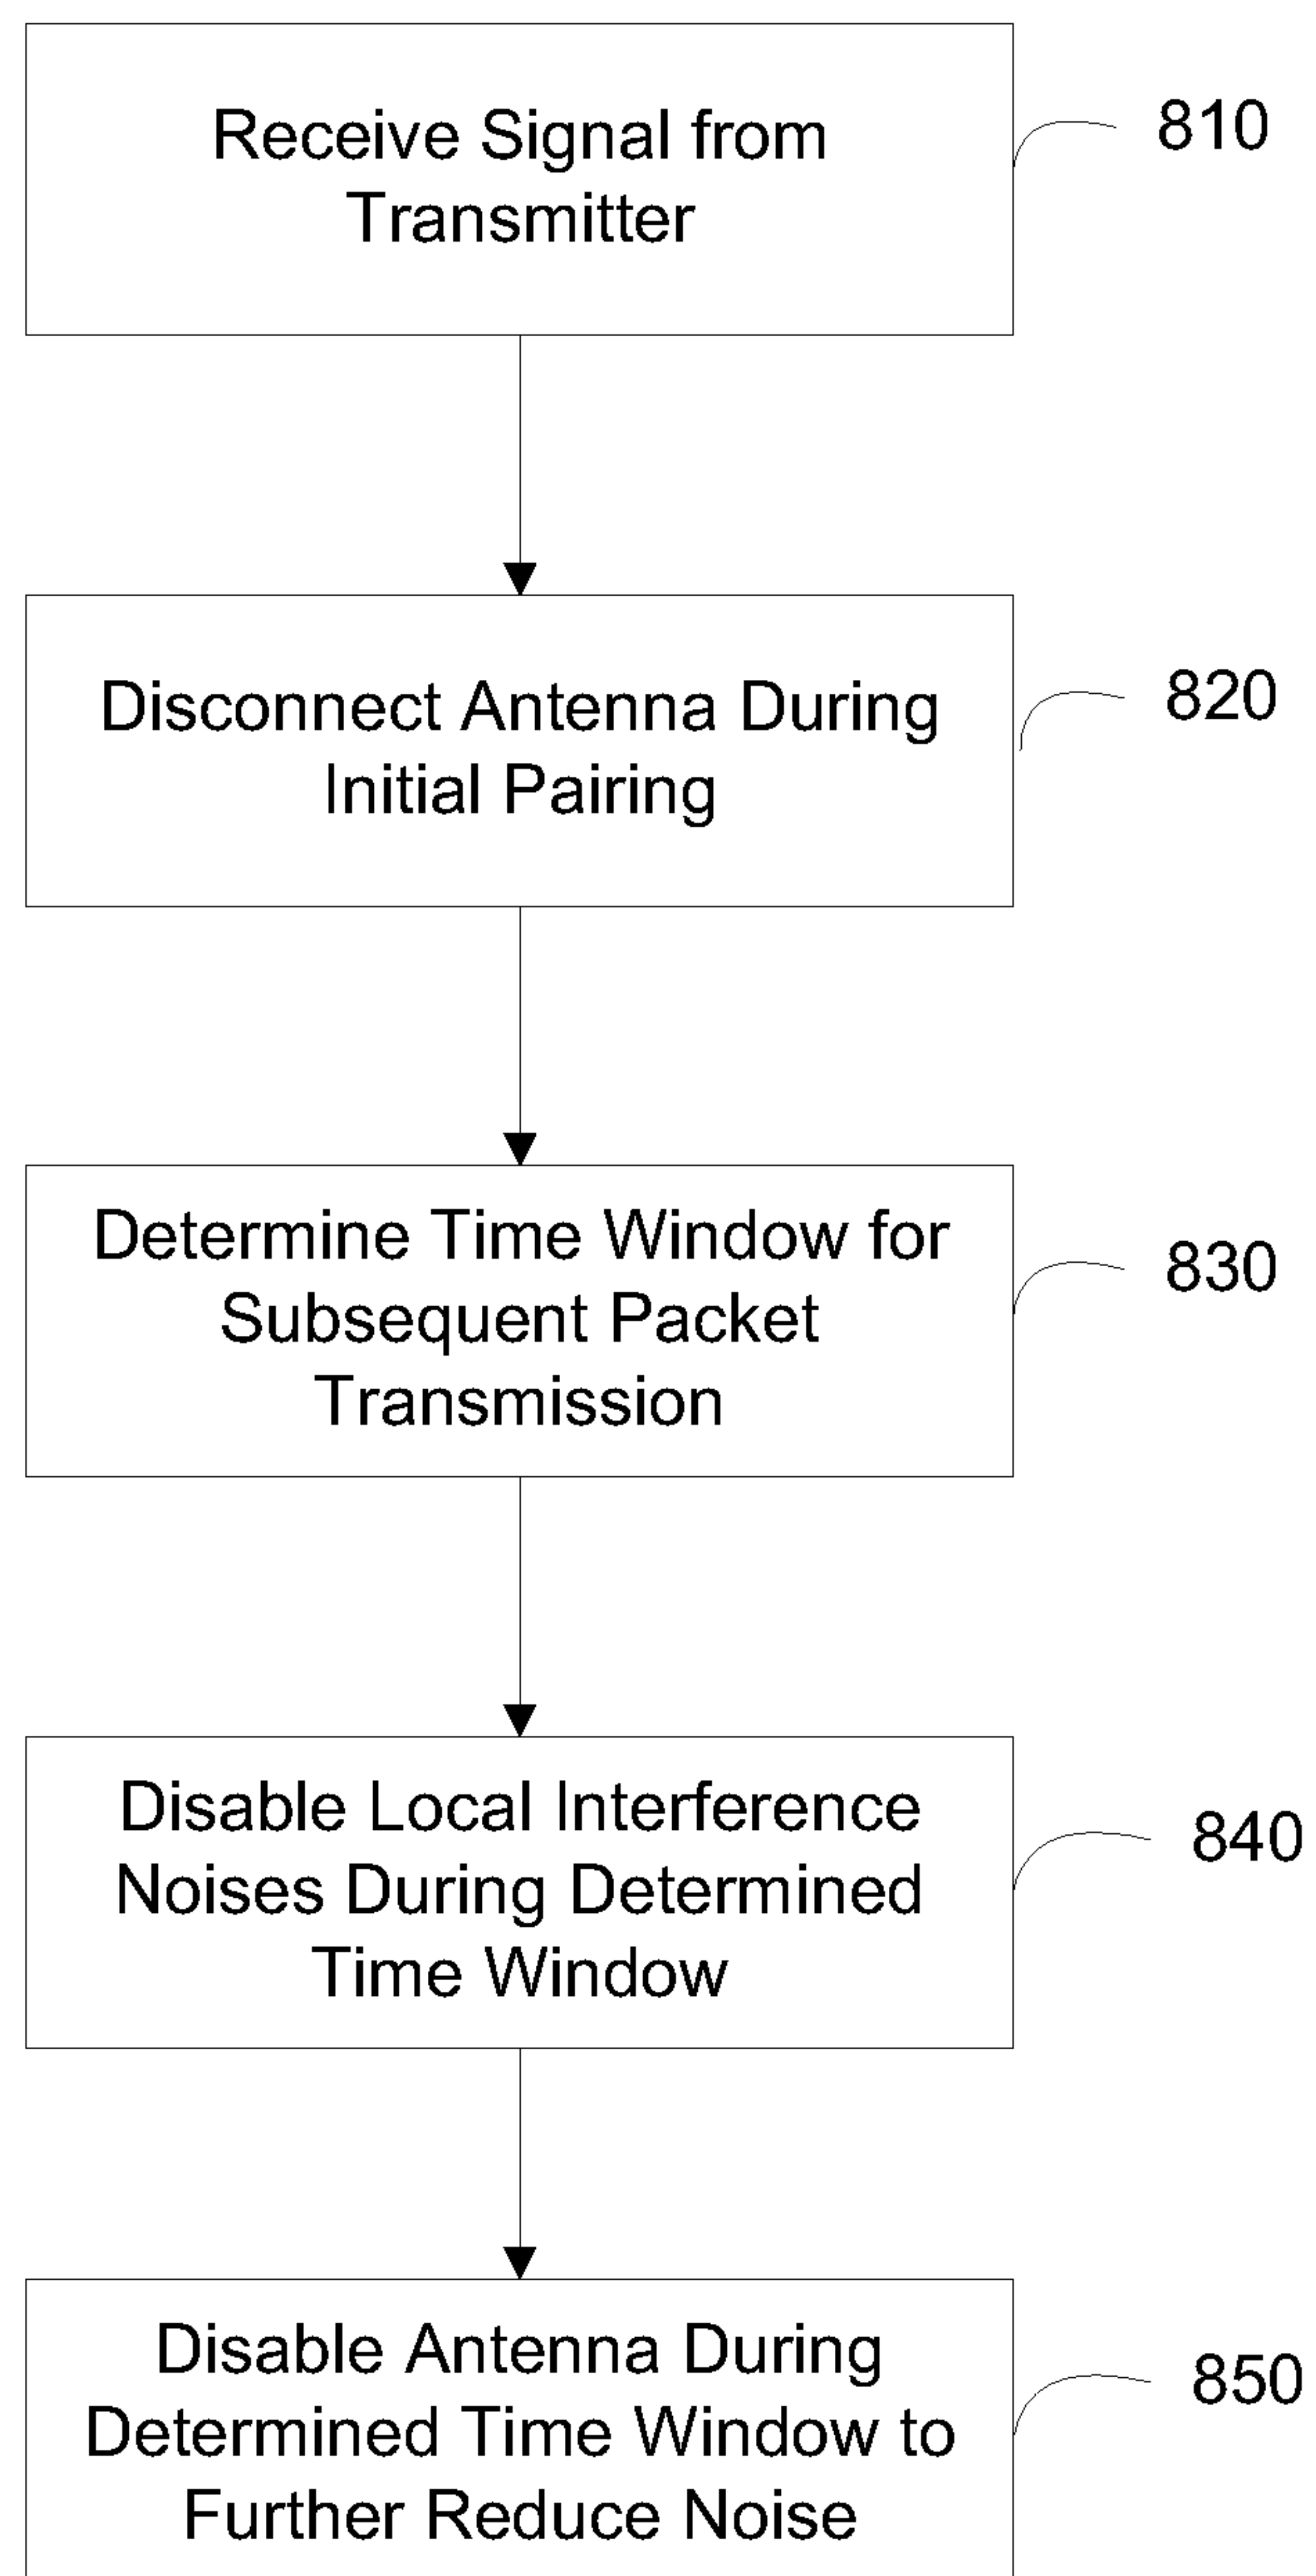 Receive Signal from
Transmitter
810
Disconnect Antenna During
Initial Pairing
820
Determine Time Window for
Subsequent Packet
Transmission
830
Disable Local Interference
Noises During Determined
Time Window
840
Disable Antenna During
Determined Time Window to
Further Reduce Noise
850